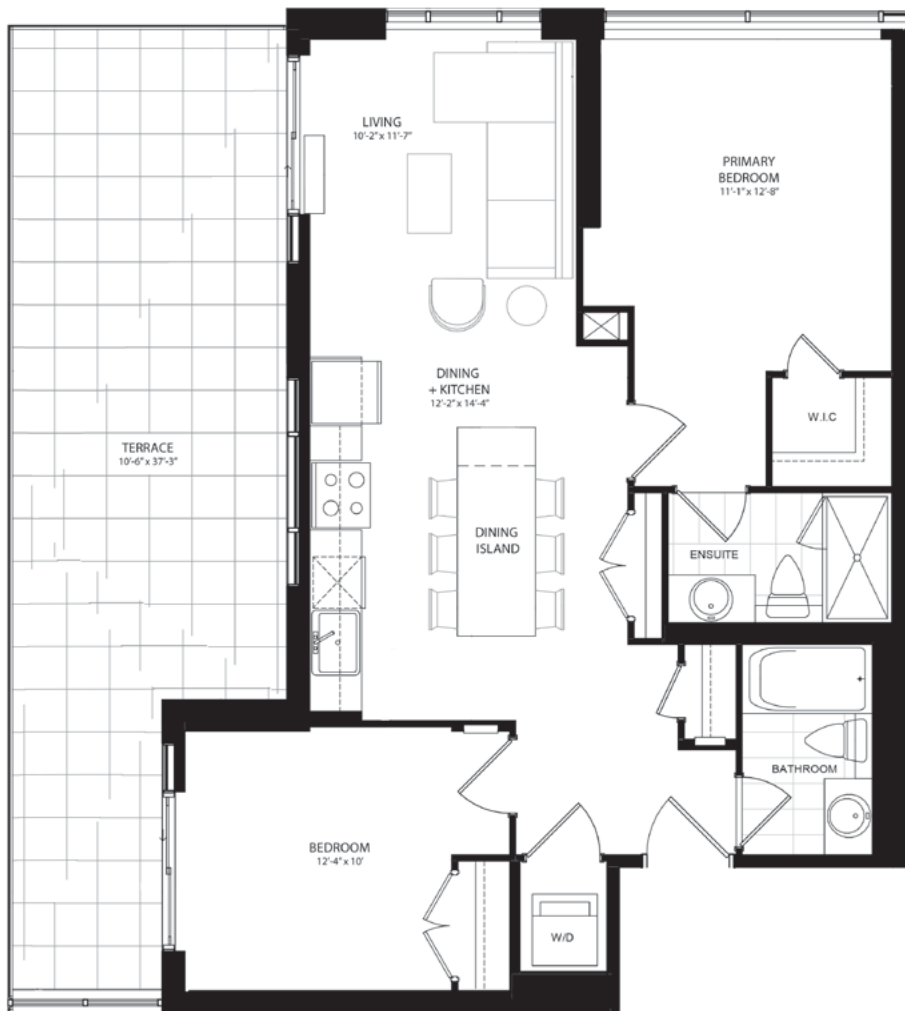 LIVING
10'-2" x 11'-7"
PRIMARY
BEDROOM
11'-1" x 12'-8"
DINING
+ KITCHEN
12'-2" x 14'-4"
W.I.C
TERRACE
10'-6" x 37'-3"
DINING
ISLAND
ENSUITE
BATHROOM
BEDROOM
12'-4" x 10'
W/D